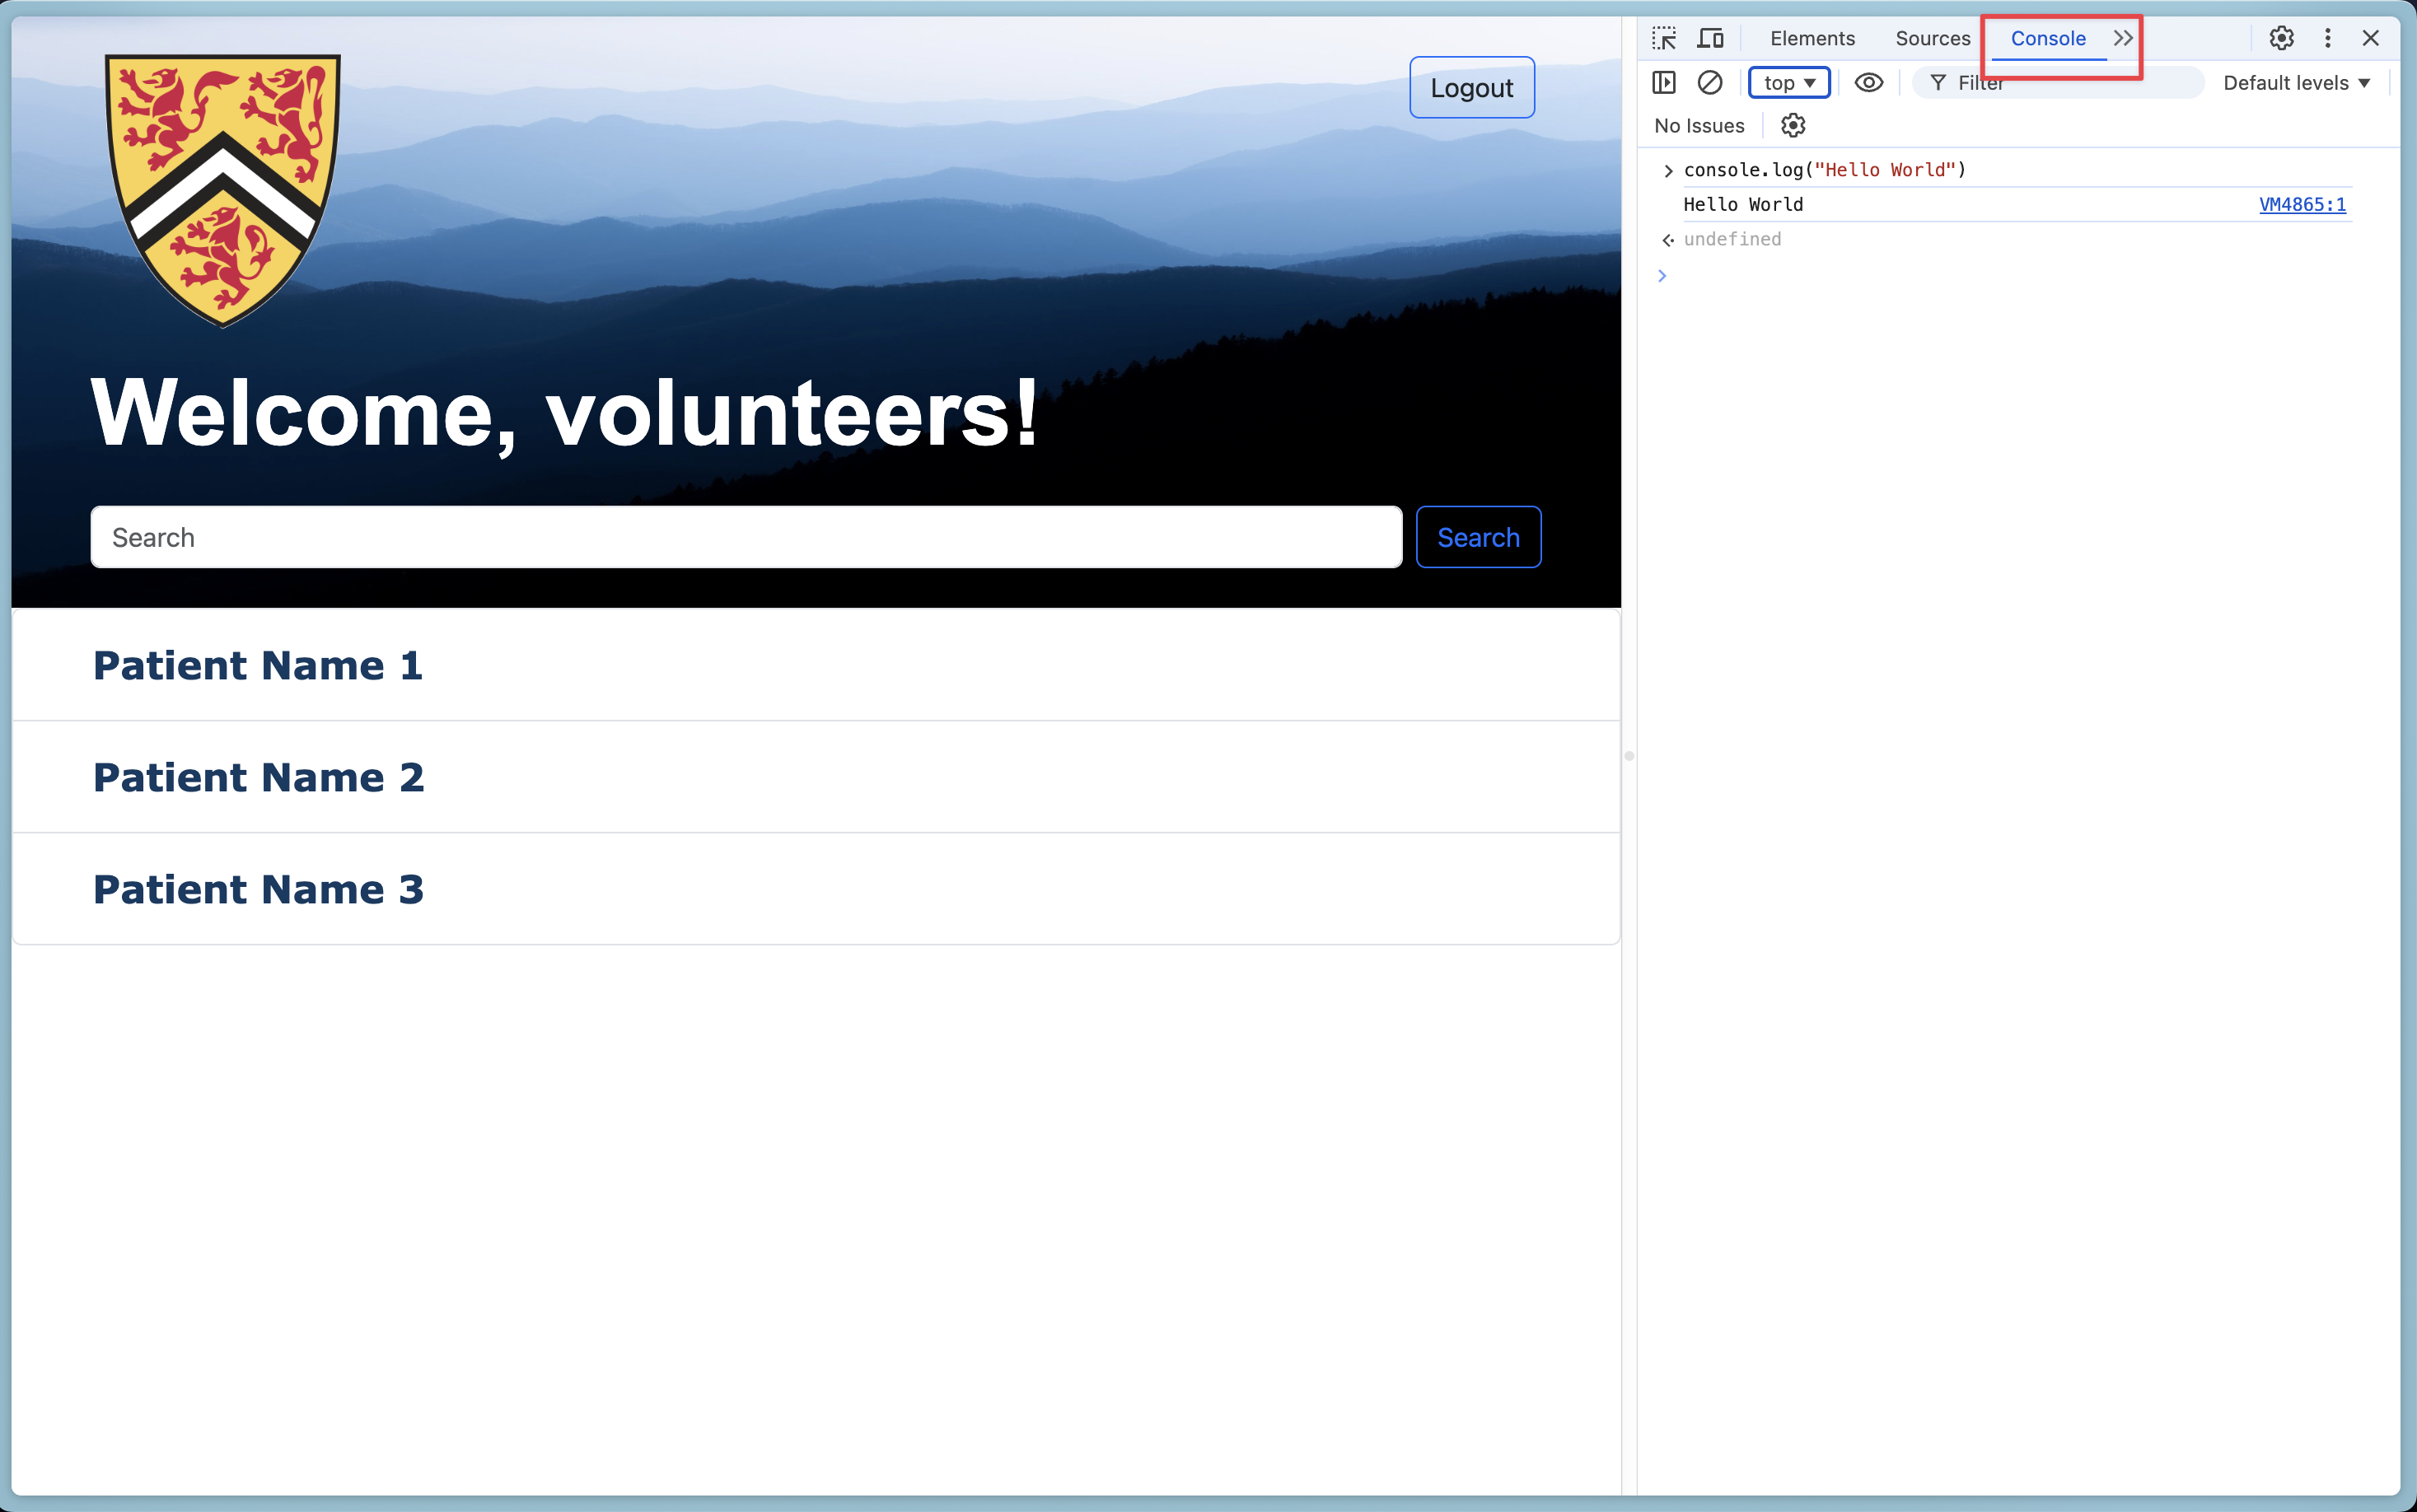 Logout
Welcome, volunteers!
Search
Search
Patient Name 1
Patient Name 2
Patient Name 3
Elements Sources Console
top Filter Default levels
No Issues
console.log("Hello World")
Hello World VM4865:1
undefined